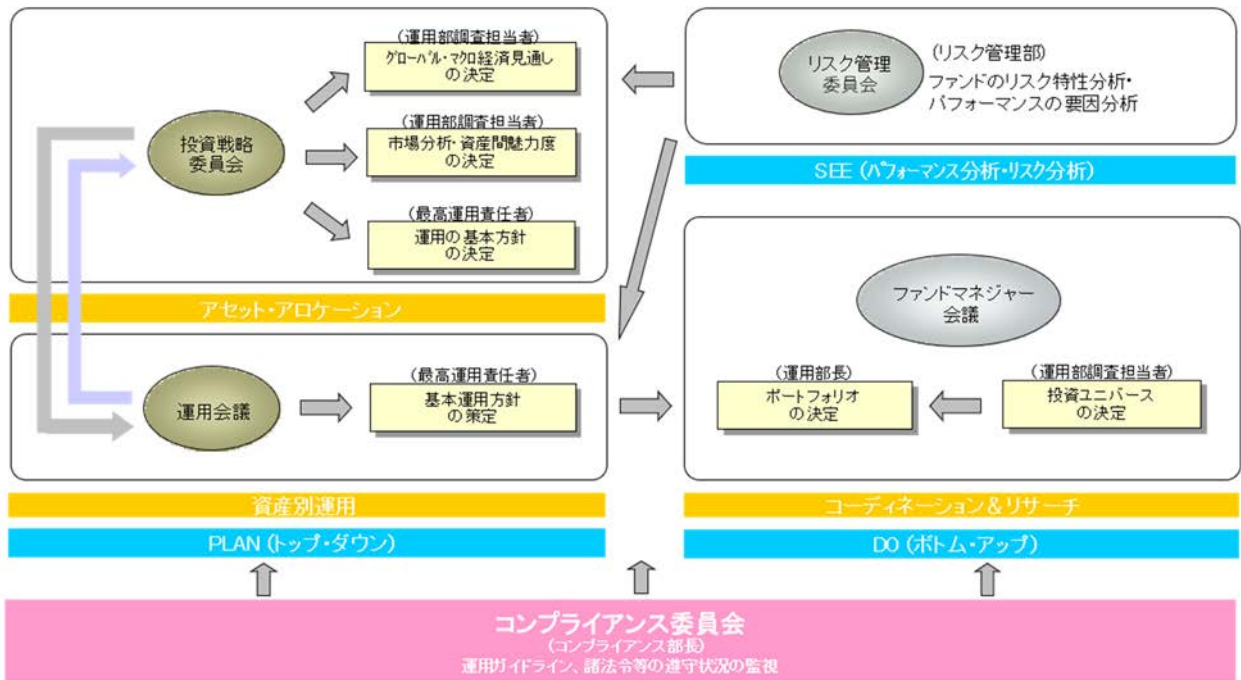 (運用部調査担当者)
グローバル・マクロ経済見通し
の決定
投資戦略
委員会
(運用部調査担当者)
市場分析・資産間魅力度
の決定
(最高運用責任者)
運用の基本方針
の決定
アセット・アロケーション
リスク管理
委員会
(リスク管理部)
ファンドのリスク特性分析・
パフォーマンスの要因分析
SEE (パフォーマンス分析・リスク分析)
運用会議
(最高運用責任者)
基本運用方針
の策定
資産別運用
PLAN (トップ・ダウン)
ファンドマネジャー
会議
(運用部長)
ポートフォリオ
の決定
(運用部調査担当者)
投資ユニバース
の決定
コーディネーション&リサーチ
DO (ボトム・アップ)
コンプライアンス委員会
(コンプライアンス部長)
運用ガイドライン、諸法令等の遵守状況の監視